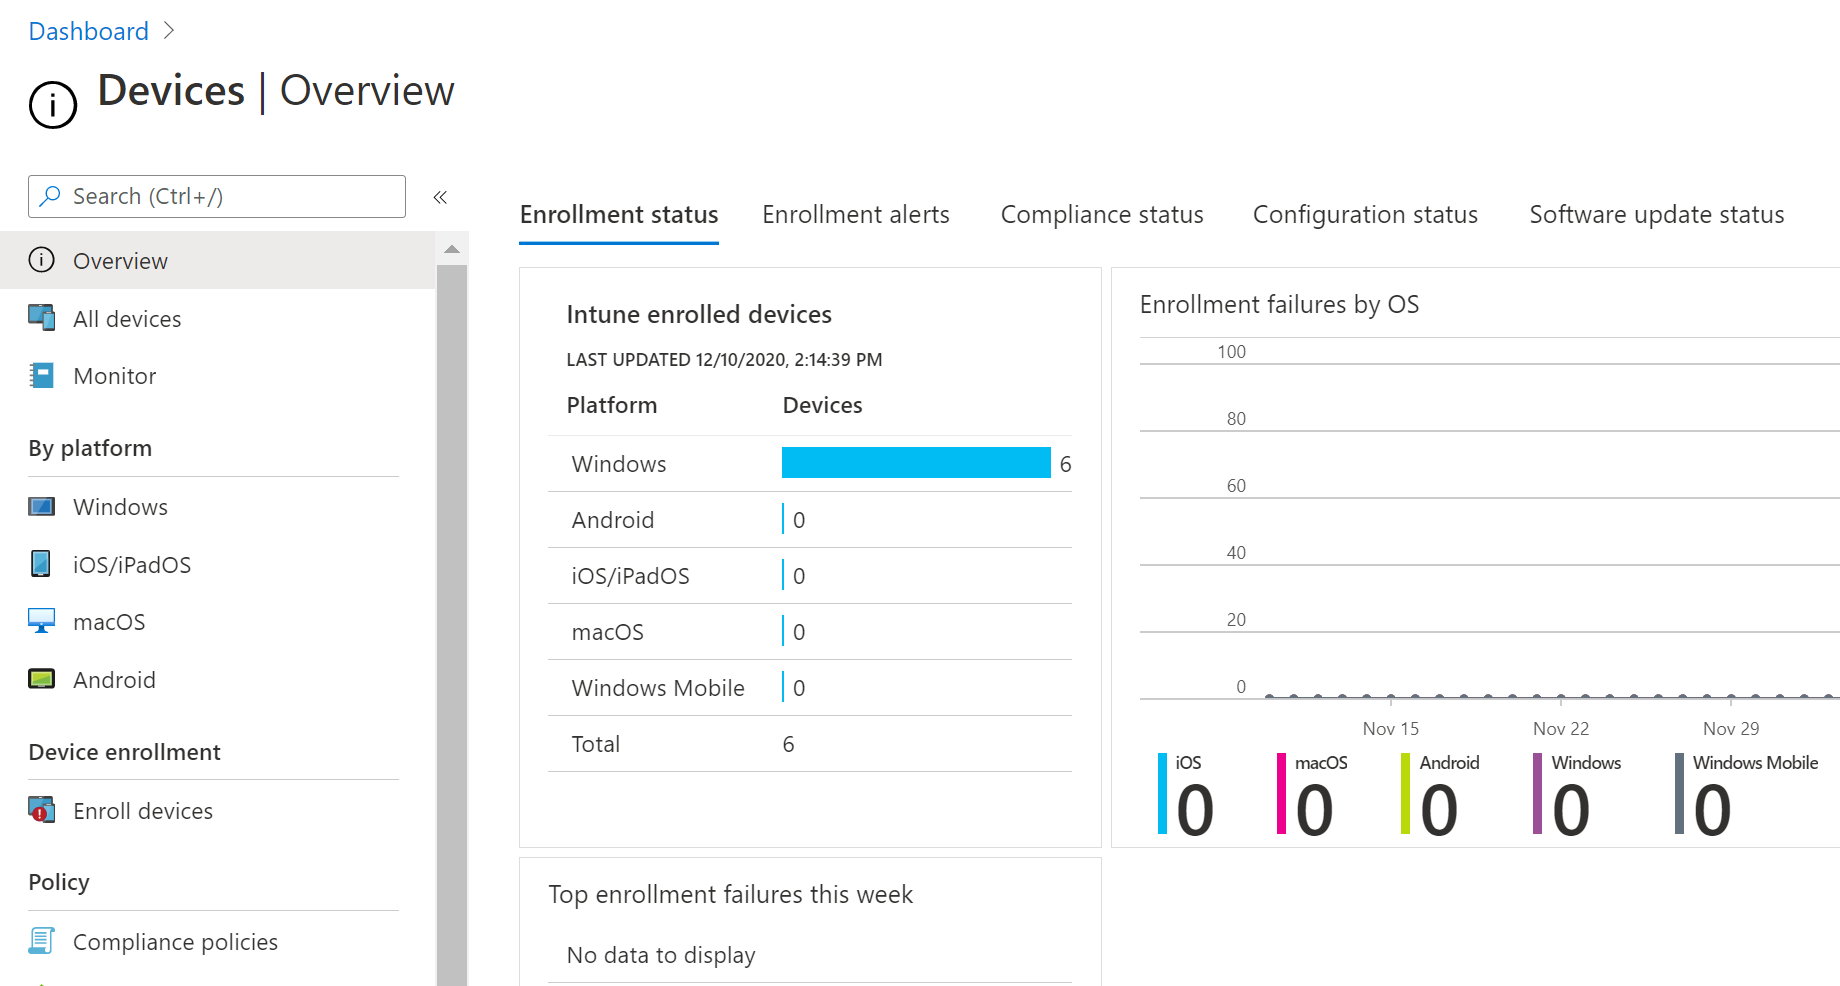 Dashboard
Devices | Overview
Search (Ctrl+/)
Overview
All devices
Monitor
By platform
Windows
iOS/iPadOS
macOS
Android
Device enrollment
Enroll devices
Policy
Compliance policies
Enrollment status Enrollment alerts Compliance status Configuration status Software update status
Intune enrolled devices
LAST UPDATED 12/10/2020, 2:14:39 PM
Platform Devices
Windows 6
Android 0
iOS/iPadOS 0
macOS 0
Windows Mobile 0
Total 6
Enrollment failures by OS
100
80
60
40
20
0
Nov 15 Nov 22 Nov 29
iOS macOS Android Windows Windows Mobile
0 0 0 0 0
Top enrollment failures this week
No data to display